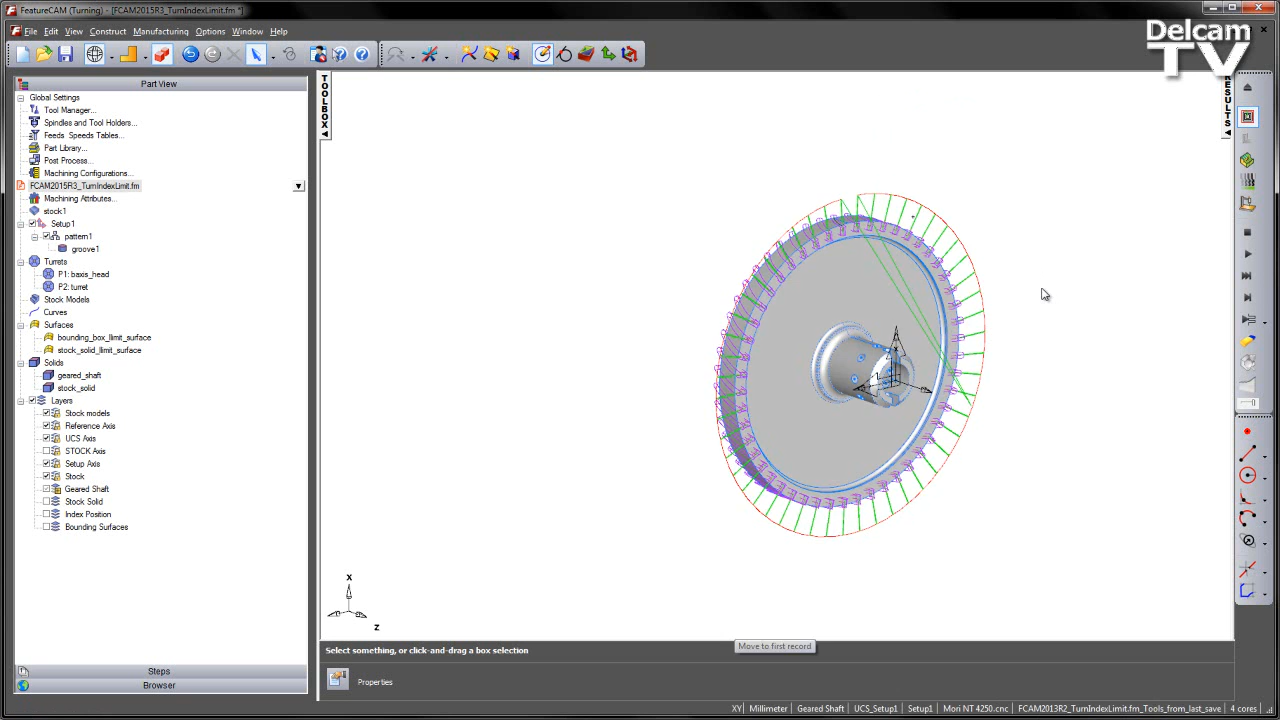 FeatureCAM (Turning) - [FCAM2015R3_TurnIndexLimit.fm *]
File Edit View Construct Manufacturing Options Window Help
Delcam
TV
Part View
TOOLBOX
RESULTS
Global Settings
Tool Manager...
Spindles and Tool Holders...
Feeds Speeds Tables...
Part Library...
Post Process...
Machining Configurations...
FCAM2015R3_TurnIndexLimit.fm
Machining Attributes...
stock1
Setup1
pattern1
groove1
Turrets
P1: baxis_head
P2: turret
Stock Models
Curves
Surfaces
bounding_box_llimit_surface
stock_solid_llimit_surface
Solids
geared_shaft
stock_solid
Layers
Stock models
Reference Axis
UCS Axis
STOCK Axis
Setup Axis
Stock
Geared Shaft
Stock Solid
Index Position
Bounding Surfaces
X
Z
Move to first record
Select something, or click-and-drag a box selection
Steps
Properties
Browser
XY Millimeter Geared Shaft UCS_Setup1 Setup1 Mori NT 4250.cnc FCAM2013R2_TurnIndexLimit.fm_Tools_from_last_save 4 cores